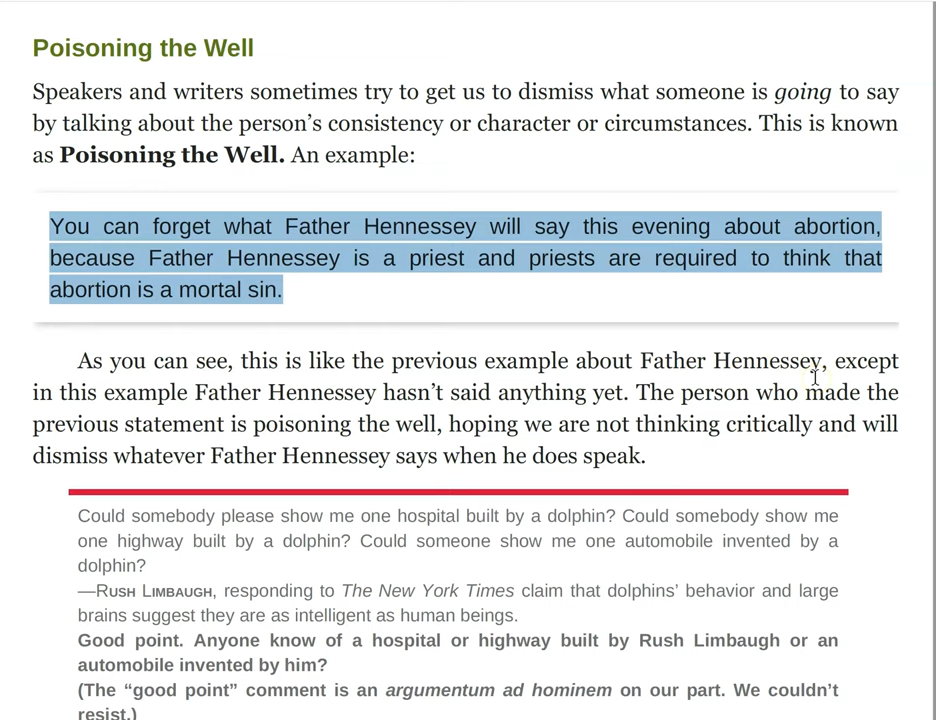 Poisoning the Well
Speakers and writers sometimes try to get us to dismiss what someone is going to say
by talking about the person’s consistency or character or circumstances. This is known
as Poisoning the Well. An example:
You can forget what Father Hennessey will say this evening about abortion,
because Father Hennessey is a priest and priests are required to think that
abortion is a mortal sin.
As you can see, this is like the previous example about Father Hennessey, except
in this example Father Hennessey hasn’t said anything yet. The person who made the
previous statement is poisoning the well, hoping we are not thinking critically and will
dismiss whatever Father Hennessey says when he does speak.
Could somebody please show me one hospital built by a dolphin? Could somebody show me
one highway built by a dolphin? Could someone show me one automobile invented by a
dolphin?
—RUSH LIMBAUGH, responding to The New York Times claim that dolphins’ behavior and large
brains suggest they are as intelligent as human beings.
Good point. Anyone know of a hospital or highway built by Rush Limbaugh or an
automobile invented by him?
(The “good point” comment is an argumentum ad hominem on our part. We couldn’t
resist.)